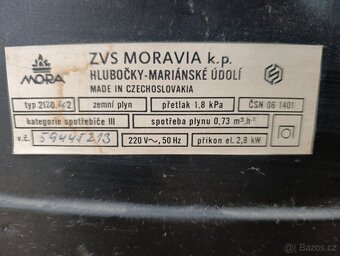 ZVS MORAVIA k.p.
MORA
HLUBOČKY-MARIÁNSKÉ ÚDOLÍ
MADE IN CZECHOSLOVAKIA
typ 2130.442 zemní plyn přetlak 1,8 kPa ČSN 06 1401
kategorie spotřebiče III spotřeba plynu 0,73 m³.h⁻¹
v.č. 59445213 220 V~, 50 Hz příkon el. 2,8 kW
bazos.cz